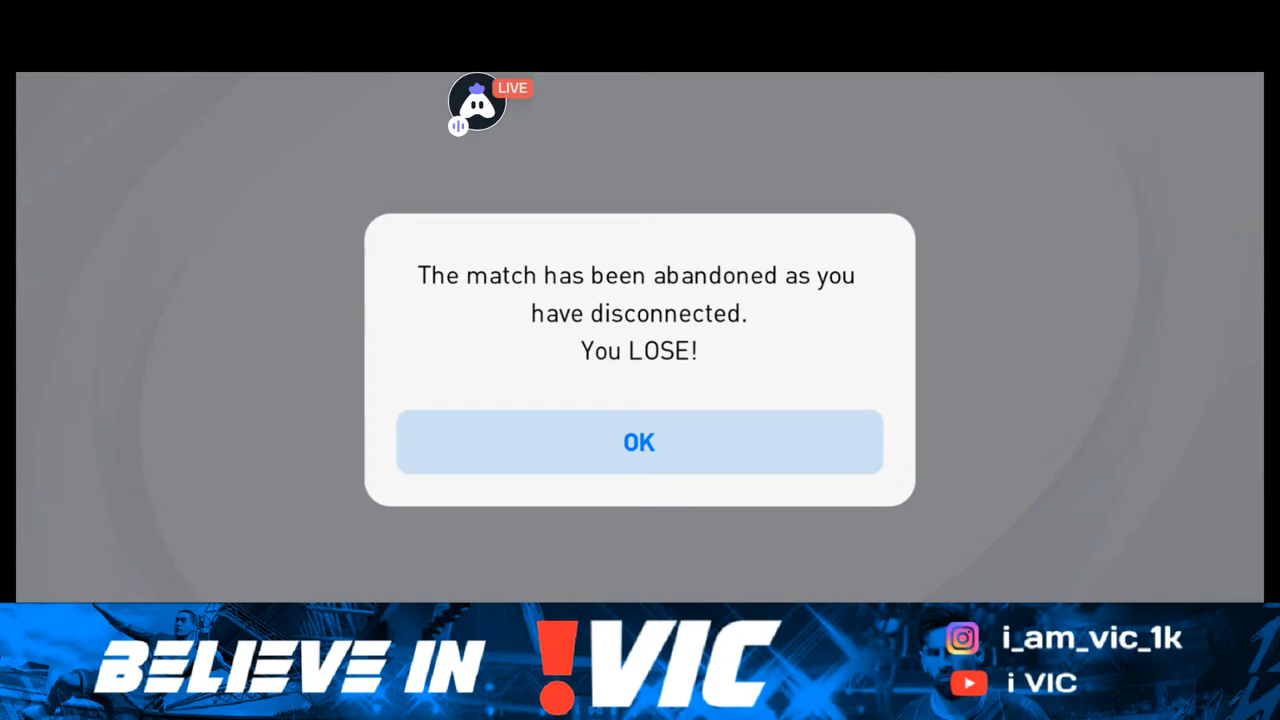 LIVE
The match has been abandoned as you
have disconnected.
You LOSE!
OK
BELIEVE IN !VIC
i_am_vic_1k
i VIC